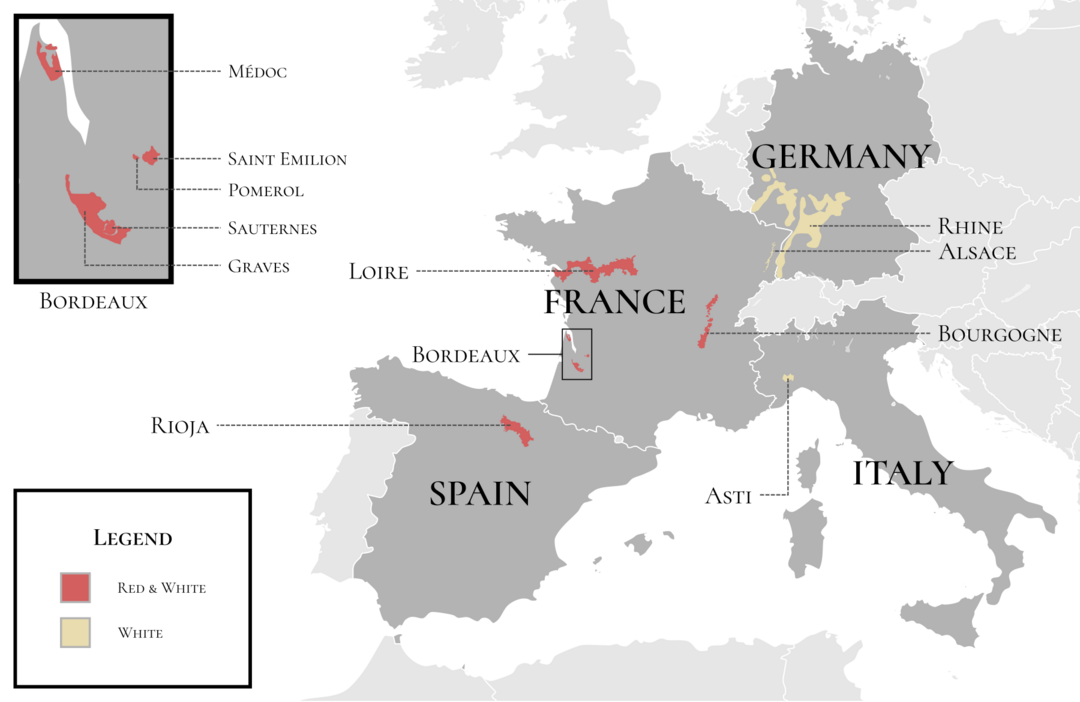 Médoc
Saint Emilion
Pomerol
Sauternes
Graves
Bordeaux
GERMANY
Rhine
Alsace
Loire
FRANCE
Bourgogne
Bordeaux
Rioja
SPAIN
ITALY
Asti
Legend
Red & White
White